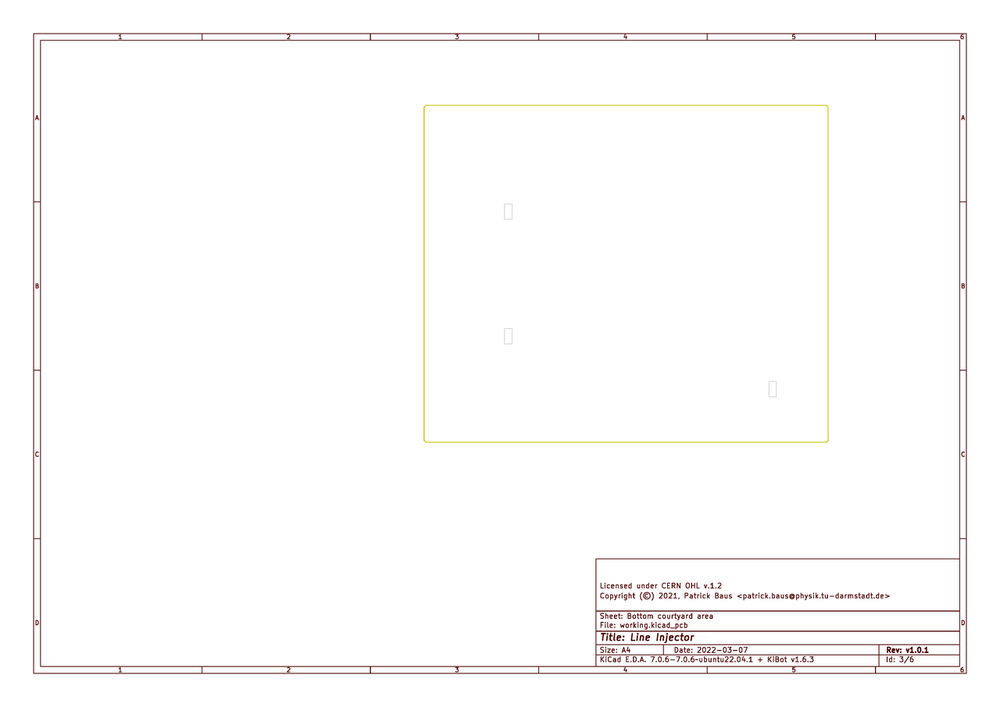 1 2 3 4 5 6
A A
B B
C C
Licensed under CERN OHL v.1.2
Copyright (©) 2021, Patrick Baus <patrick.baus@physik.tu-darmstadt.de>
Sheet: Bottom courtyard area
D D
File: working.kicad_pcb
Title: Line Injector
Size: A4 Date: 2022-03-07 Rev: v1.0.1
KiCad E.D.A. 7.0.6-7.0.6-ubuntu22.04.1 + KiBot v1.6.3 Id: 3/6
1 2 3 4 5 6